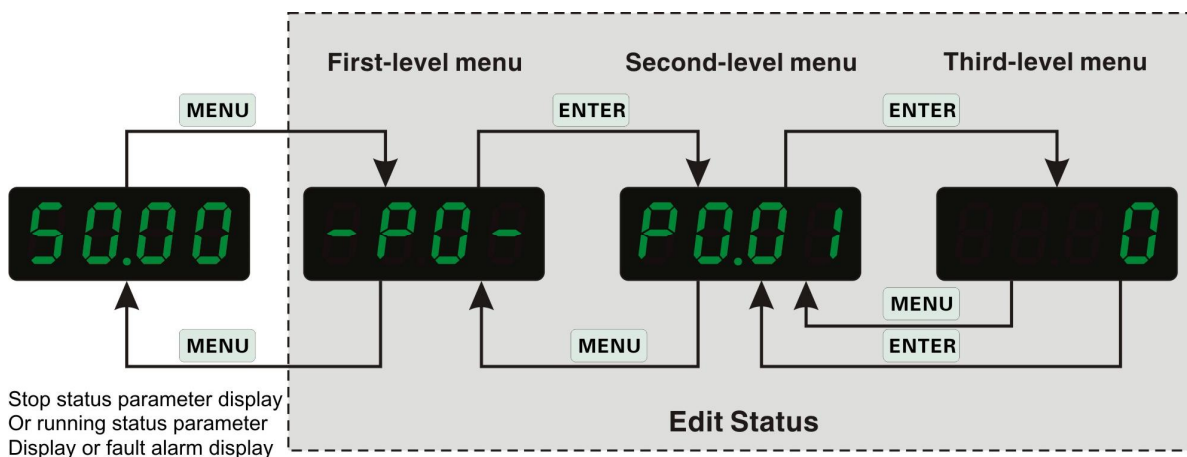 First-level menu
Second-level menu
Third-level menu
MENU
ENTER
ENTER
50.00
-P0-
P0.01
0
MENU
MENU
MENU
ENTER
Stop status parameter display
Or running status parameter
Display or fault alarm display
Edit Status